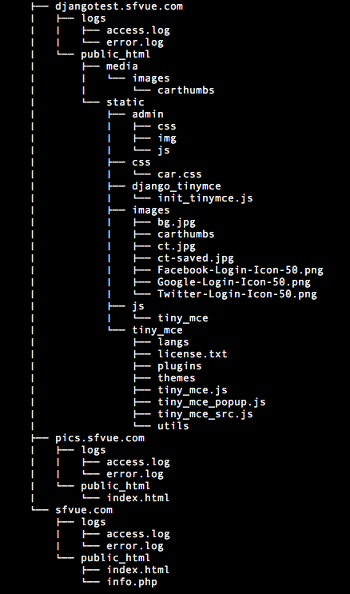 ├── djangotest.sfvue.com
│   ├── logs
│   │   ├── access.log
│   │   └── error.log
│   └── public_html
│       ├── media
│       │   └── images
│       │       └── carthumbs
│       └── static
│           ├── admin
│           │   ├── css
│           │   ├── img
│           │   └── js
│           ├── css
│           │   └── car.css
│           ├── django_tinymce
│           │   └── init_tinymce.js
│           ├── images
│           │   ├── bg.jpg
│           │   ├── carthumbs
│           │   ├── ct.jpg
│           │   ├── ct-saved.jpg
│           │   ├── Facebook-Login-Icon-50.png
│           │   ├── Google-Login-Icon-50.png
│           │   └── Twitter-Login-Icon-50.png
│           ├── js
│           │   └── tiny_mce
│           └── tiny_mce
│               ├── langs
│               ├── license.txt
│               ├── plugins
│               ├── themes
│               ├── tiny_mce.js
│               ├── tiny_mce_popup.js
│               ├── tiny_mce_src.js
│               └── utils
├── pics.sfvue.com
│   ├── logs
│   │   ├── access.log
│   │   └── error.log
│   └── public_html
│       └── index.html
└── sfvue.com
    ├── logs
    │   ├── access.log
    │   └── error.log
    └── public_html
        ├── index.html
        └── info.php